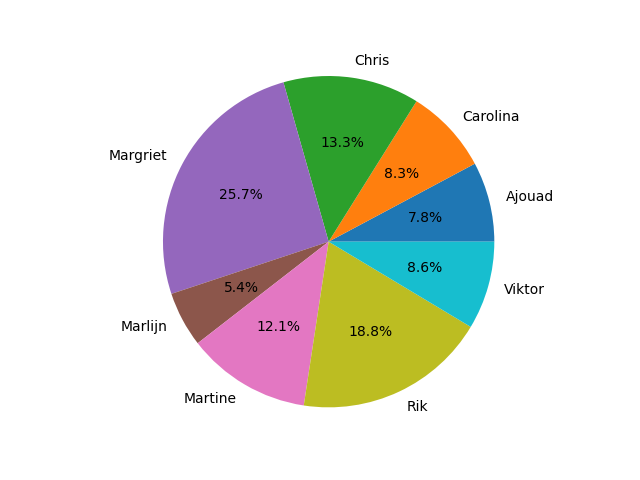 Chris
Carolina
13.3%
Margriet
8.3%
25.7%
Ajouad
7.8%
8.6%
5.4%
Viktor
Marlijn
12.1%
18.8%
Martine
Rik